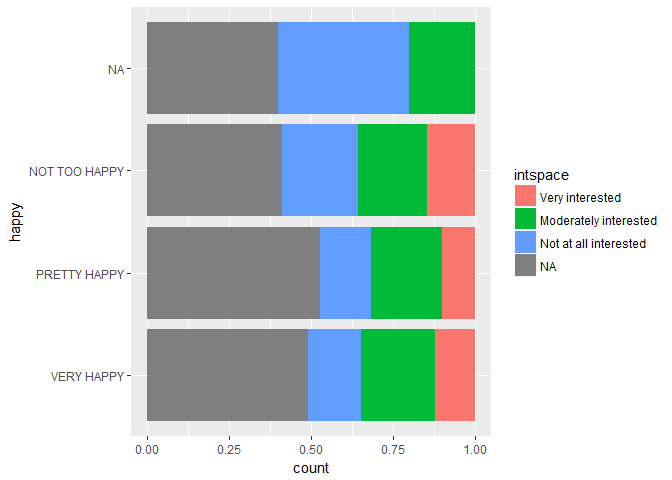 NA
NOT TOO HAPPY
PRETTY HAPPY
VERY HAPPY
happy
0.00 0.25 0.50 0.75 1.00
count
intspace
Very interested
Moderately interested
Not at all interested
NA